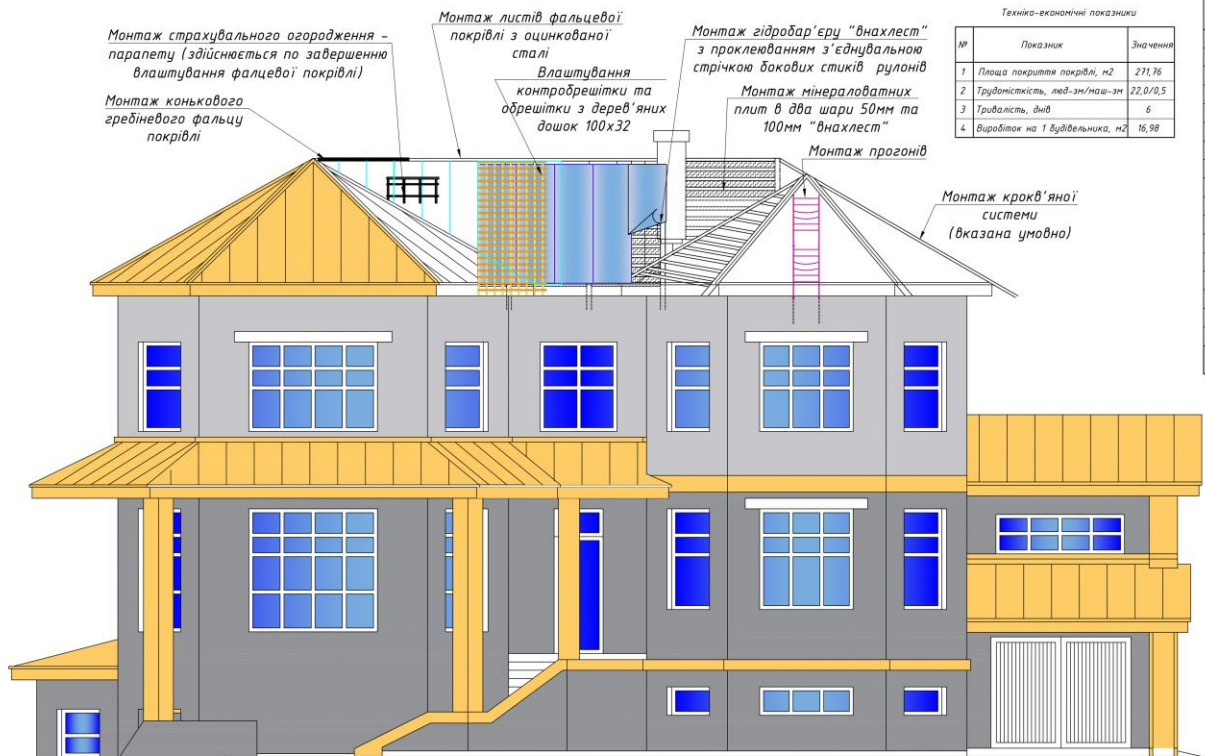 Монтаж страхувального огородження -
парапету (здійснюється по завершенню
влаштування фалцевої покрівлі)
Монтаж конькового
гребіневого фальцу
покрівлі
Монтаж листів фальцевої
покрівлі з оцинкованої
сталі
Влаштування
контробрешітки та
обрешітки з дерев'яних
дошок 100х32
Монтаж гідробар'єру "внахлест"
з проклеюванням з'єднувальною
стрічкою бокових стиків рулонів
Монтаж мінераловатних
плит в два шари 50мм та
100мм "внахлест"
Монтаж прогонів
Монтаж крокв'яної
системи
(вказана умовно)
Техніко-економічні показники
№ Показник Значення
1 Площа покриття покрівлі, м2 271,76
2 Трудомісткість, люд-зм/маш-зм 22,0/0,5
3 Тривалість, днів 6
4 Виробіток на 1 будівельника, м2 16,98